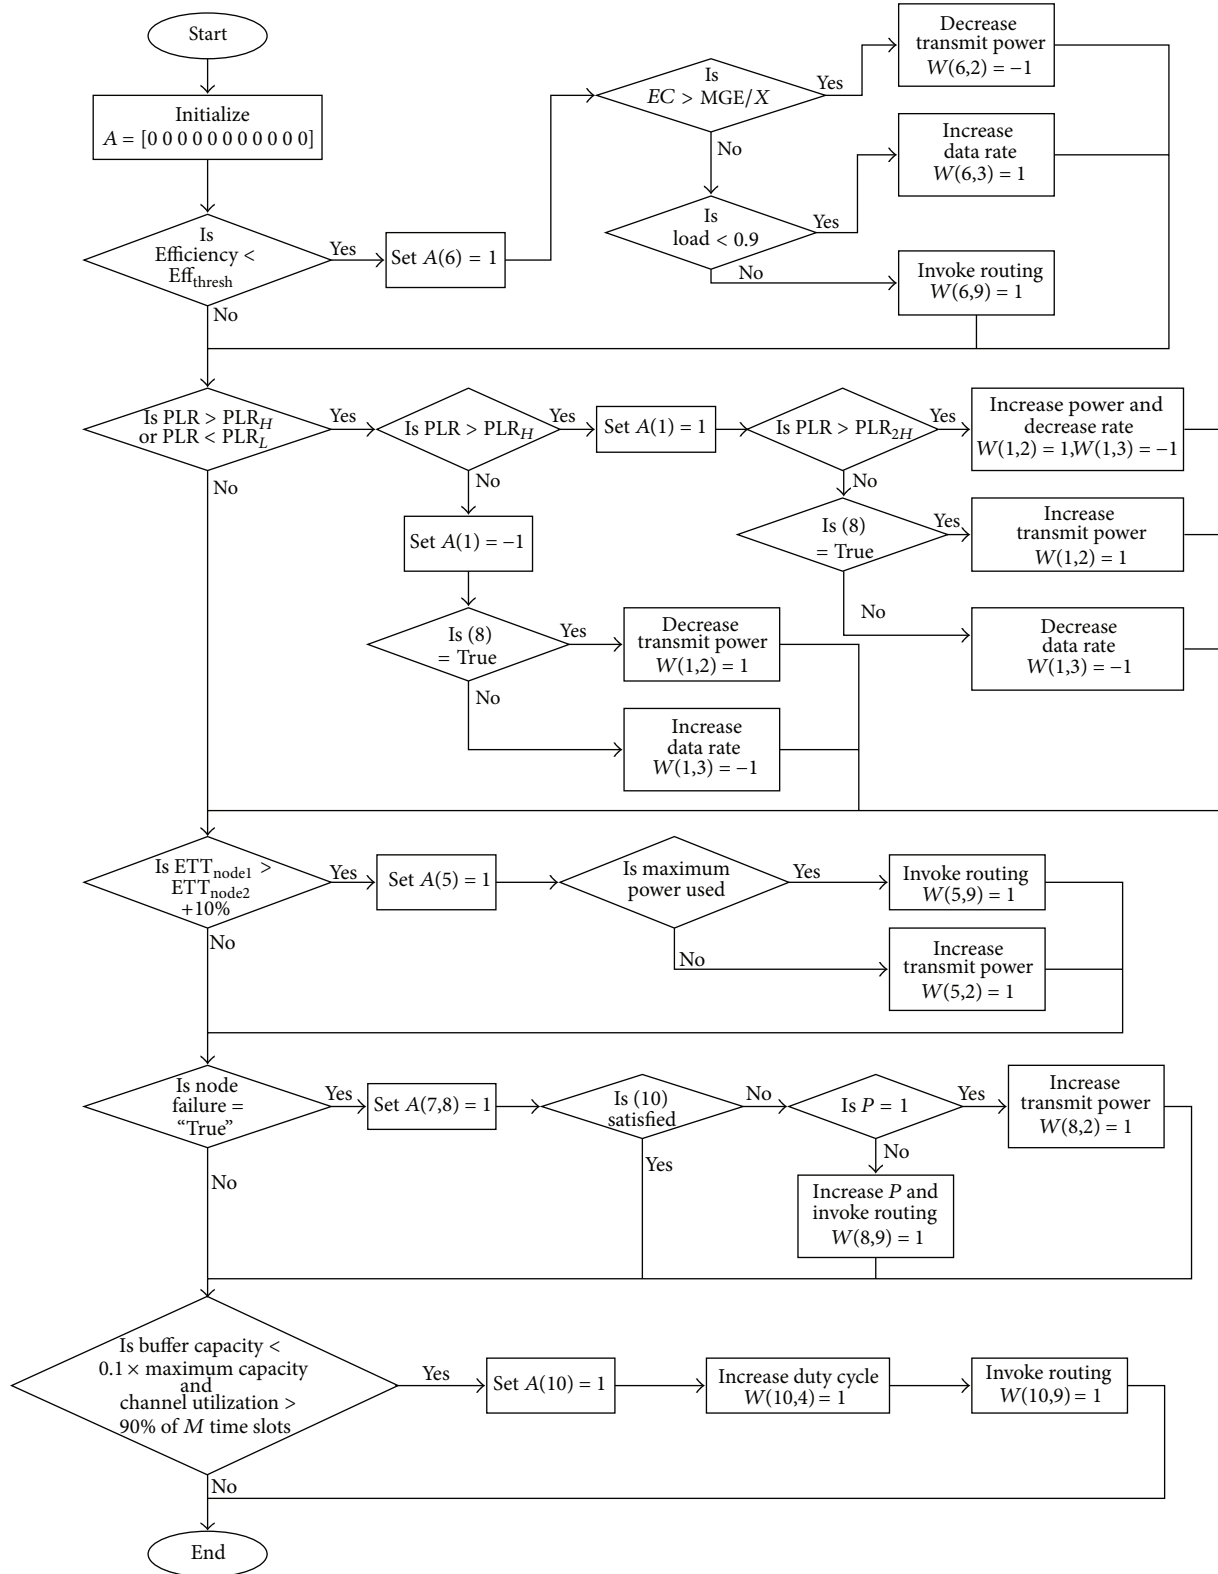 Start
Initialize
A = [0 0 0 0 0 0 0 0 0 0 0]
Is
Efficiency <
Eff_thresh
Yes
No
Set A(6) = 1
Is
EC > MGE/X
Yes
No
Decrease
transmit power
W(6,2) = −1
Is
load < 0.9
Yes
No
Increase
data rate
W(6,3) = 1
Invoke routing
W(6,9) = 1
Is PLR > PLR_H
or PLR < PLR_L
Yes
No
Is PLR > PLR_H
Yes
No
Set A(1) = 1
Is PLR > PLR_2H
Yes
No
Increase power and
decrease rate
W(1,2) = 1,W(1,3) = −1
Is (8)
= True
Yes
No
Increase
transmit power
W(1,2) = 1
Decrease
data rate
W(1,3) = −1
Set A(1) = −1
Is (8)
= True
Yes
No
Decrease
transmit power
W(1,2) = 1
Increase
data rate
W(1,3) = −1
Is ETT_node1 >
ETT_node2
+10%
Yes
No
Set A(5) = 1
Is maximum
power used
Yes
No
Invoke routing
W(5,9) = 1
Increase
transmit power
W(5,2) = 1
Is node
failure =
“True”
Yes
No
Set A(7,8) = 1
Is (10)
satisfied
No
Yes
Is P = 1
Yes
No
Increase
transmit power
W(8,2) = 1
Increase P and
invoke routing
W(8,9) = 1
Is buffer capacity <
0.1 × maximum capacity
and
channel utilization >
90% of M time slots
Yes
No
Set A(10) = 1
Increase duty cycle
W(10,4) = 1
Invoke routing
W(10,9) = 1
End